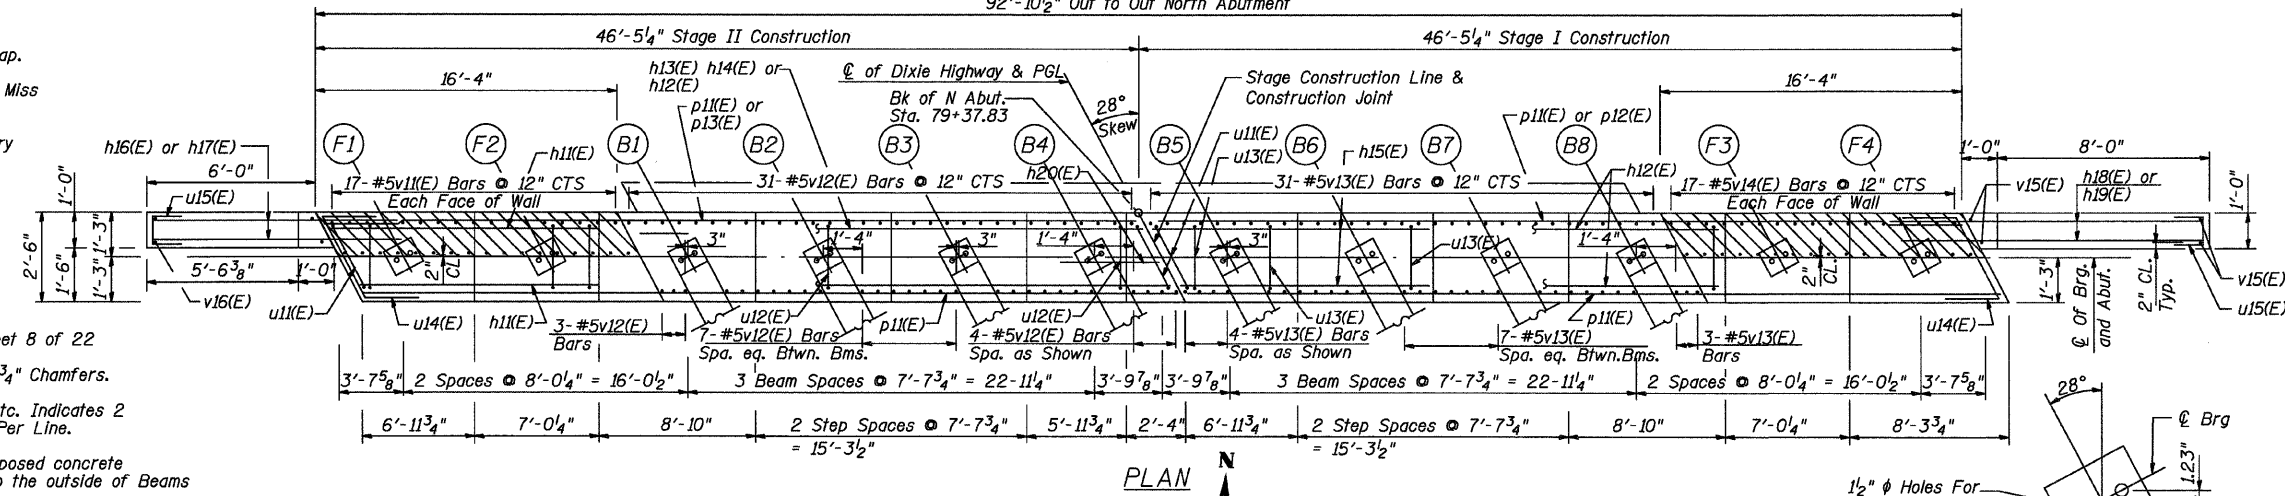 92'-10½" Out to Out North Abutment
46'-5¼" Stage II Construction
46'-5¼" Stage I Construction
ap.
Miss
ry
et 8 of 22
¾" Chamfers.
tc. Indicates 2
Per Line.
posed concrete
o the outside of Beams
16'-4"
h13(E) h14(E) or
h12(E)
p11(E) or
p13(E)
℄ of Dixie Highway & PGL
Bk of N Abut.
Sta. 79+37.83
28°
Skew
Stage Construction Line &
Construction Joint
p11(E) or p12(E)
16'-4"
h16(E) or h17(E)
6'-0"
F1
F2
h11(E)
B1
B2
B3
B4
B5
u11(E)
u13(E)
B6
h15(E)
B7
B8
h12(E)
F3
F4
1'-0"
8'-0"
17-#5v11(E) Bars @ 12" CTS
Each Face of Wall
31-#5v12(E) Bars @ 12" CTS
h20(E)
31-#5v13(E) Bars @ 12" CTS
17-#5v14(E) Bars @ 12" CTS
Each Face of Wall
v15(E)
h18(E) or
h19(E)
u15(E)
1'-0"
2'-6"
1'-6"
1'-3"
1'-3"
5'-6⅜"
1'-0"
v16(E)
u11(E)
u14(E)
2" CL.
h11(E)
3-#5v12(E)
Bars
3"
1'-4"
3"
1'-4"
3"
u13(E)
1'-4"
2" CL.
1'-0"
1'-3"
℄ Of Brg.
and Abut.
2" CL.
Typ.
v15(E)
u15(E)
u12(E)
7-#5v12(E) Bars
Spa. eq. Btwn. Bms.
p11(E)
4-#5v12(E) Bars
Spa. as Shown
u12(E)
4-#5v13(E) Bars
Spa. as Shown
u13(E)
7-#5v13(E)
Spa. eq. Btwn.Bms.
p11(E)
3-#5v13(E)
Bars
u14(E)
3'-7⅝"
2 Spaces @ 8'-0¼" = 16'-0½"
3 Beam Spaces @ 7'-7¾" = 22-11¼"
3'-9⅞"
3'-9⅞"
3 Beam Spaces @ 7'-7¾" = 22-11¼"
2 Spaces @ 8'-0¼" = 16'-0½"
3'-7⅝"
6'-11¾"
7'-0¼"
8'-10"
2 Step Spaces @ 7'-7¾"
= 15'-3½"
5'-11¾"
2'-4"
6'-11¾"
2 Step Spaces @ 7'-7¾"
= 15'-3½"
8'-10"
7'-0¼"
8'-3¾"
PLAN
N
28°
℄ Brg
1.23"
1½" ϕ Holes For